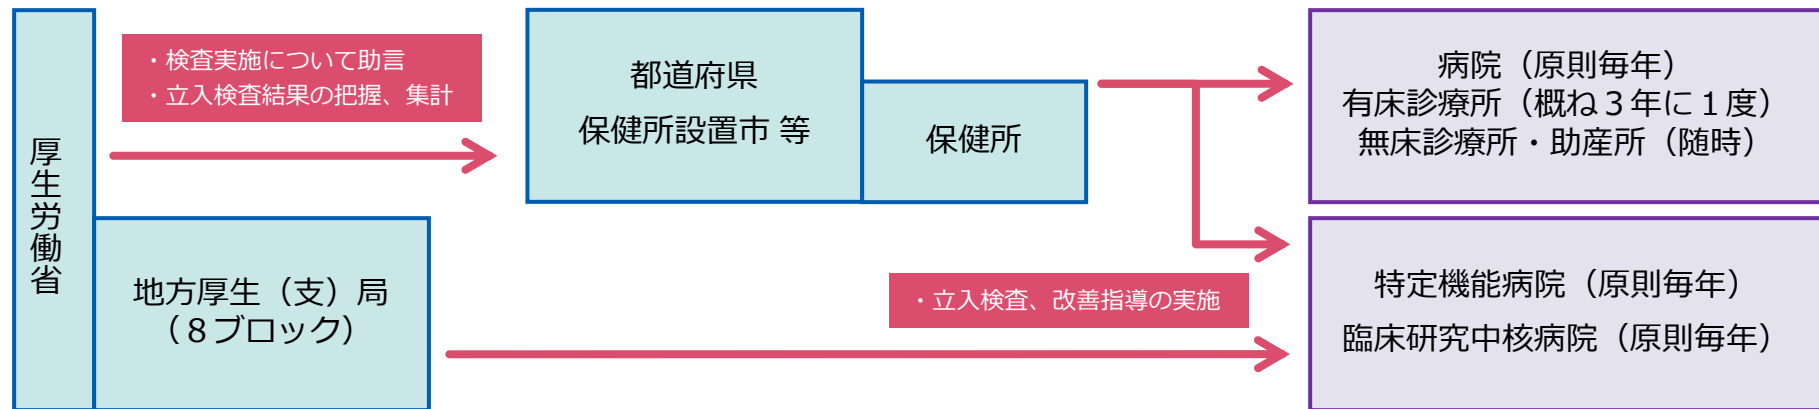 厚生労働省
・検査実施について助言
・立入検査結果の把握、集計
地方厚生（支）局
（８ブロック）
都道府県
保健所設置市 等
保健所
・立入検査、改善指導の実施
病院（原則毎年）
有床診療所（概ね３年に１度）
無床診療所・助産所（随時）
特定機能病院（原則毎年）
臨床研究中核病院（原則毎年）